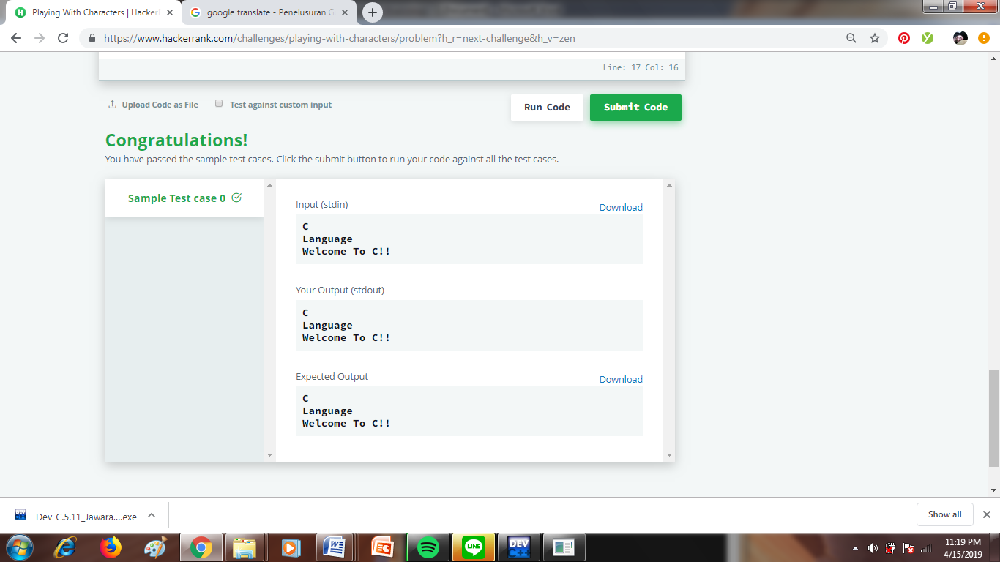 Playing With Characters | Hacker
google translate - Penelusuran G
https://www.hackerrank.com/challenges/playing-with-characters/problem?h_r=next-challenge&h_v=zen
Line: 17 Col: 16
Upload Code as File
Test against custom input
Run Code
Submit Code
Congratulations!
You have passed the sample test cases. Click the submit button to run your code against all the test cases.
Sample Test case 0
Input (stdin)
Download
C
Language
Welcome To C!!
Your Output (stdout)
C
Language
Welcome To C!!
Expected Output
Download
C
Language
Welcome To C!!
Dev-C.5.11_Jawara....exe
Show all
LINE
DEV
C++
11:19 PM
4/15/2019